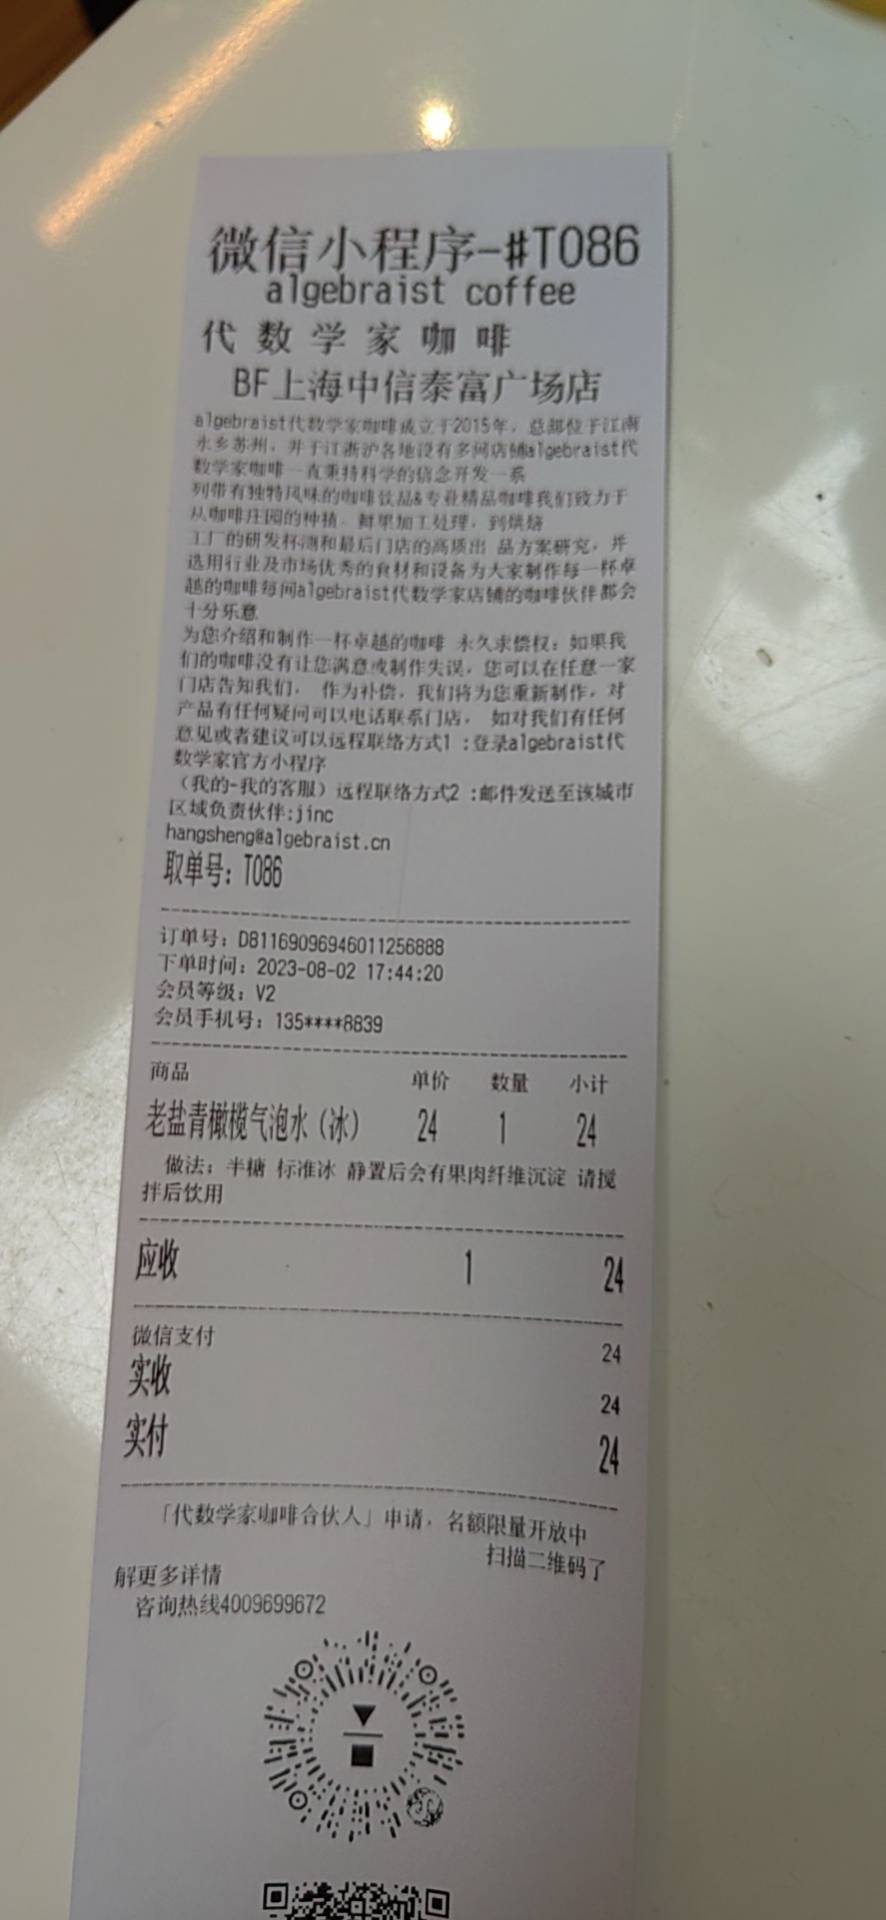 微信小程序-#T086
algebraist coffee
代数学家咖啡
BF上海中信泰富广场店
algebraist代数学家咖啡成立于2015年，总部位于江南
水乡苏州，并于江浙沪各地设有多间店铺algebraist代
数学家咖啡一直秉持科学的信念开发一系
列带有独特风味的咖啡饮品&专业精品咖啡我们致力于
从咖啡庄园的种植，鲜果加工处理，到烘焙
工厂的研发杯测和最后门店的高质出 品方案研究，并
选用行业及市场优秀的食材和设备为大家制作每一杯卓
越的咖啡每间algebraist代数学家店铺的咖啡伙伴都会
十分乐意
为您介绍和制作一杯卓越的咖啡 永久求偿权：如果我
们的咖啡没有让您满意或制作失误，您可以在任意一家
门店告知我们， 作为补偿，我们将为您重新制作，对
产品有任何疑问可以电话联系门店， 如对我们有任何
意见或者建议可以远程联络方式1 :登录algebraist代
数学家官方小程序
（我的-我的客服）远程联络方式2 :邮件发送至该城市
区域负责伙伴:jinc
hangsheng@algebraist.cn
取单号：T086
订单号：D81169096946011256888
下单时间：2023-08-02 17:44:20
会员等级：V2
会员手机号：135****8839
商品 单价 数量 小计
老盐青橄榄气泡水（冰） 24 1 24
做法：半糖 标准冰 静置后会有果肉纤维沉淀 请搅
拌后饮用
应收 1 24
微信支付 24
实收 24
实付 24
「代数学家咖啡合伙人」申请，名额限量开放中
扫描二维码了
解更多详情
咨询热线4009699672